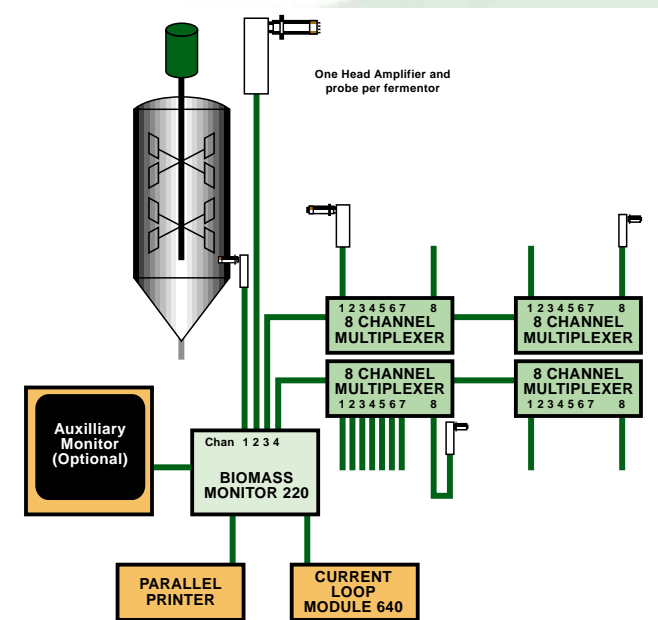 One Head Amplifier and
probe per fermentor
1 2 3 4 5 6 7 8
8 CHANNEL
MULTIPLEXER
1 2 3 4 5 6 7 8
8 CHANNEL
MULTIPLEXER
8 CHANNEL
MULTIPLEXER
1 2 3 4 5 6 7 8
8 CHANNEL
MULTIPLEXER
1 2 3 4 5 6 7 8
Auxilliary
Monitor
(Optional)
Chan 1 2 3 4
BIOMASS
MONITOR 220
PARALLEL
PRINTER
CURRENT
LOOP
MODULE 640